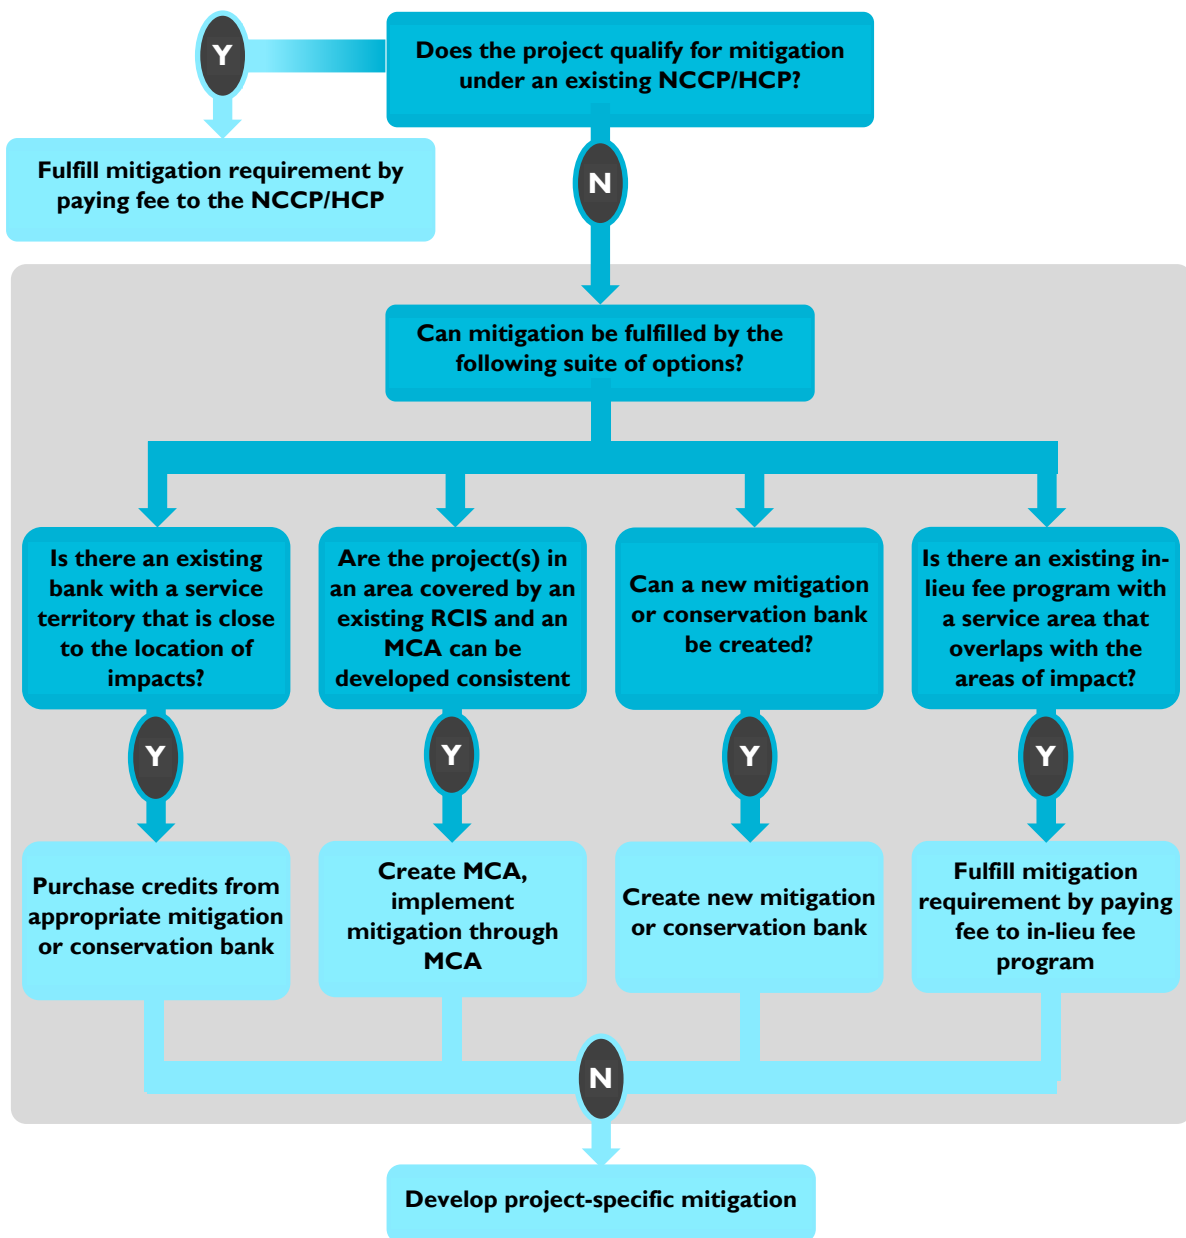 Y
Does the project qualify for mitigation
under an existing NCCP/HCP?
Fulfill mitigation requirement by
paying fee to the NCCP/HCP
N
Can mitigation be fulfilled by the
following suite of options?
Is there an existing
bank with a service
territory that is close
to the location of
impacts?
Are the project(s) in
an area covered by an
existing RCIS and an
MCA can be
developed consistent
Can a new mitigation
or conservation bank
be created?
Is there an existing in-
lieu fee program with
a service area that
overlaps with the
areas of impact?
Y
Y
Y
Y
Purchase credits from
appropriate mitigation
or conservation bank
Create MCA,
implement
mitigation through
MCA
Create new mitigation
or conservation bank
Fulfill mitigation
requirement by paying
fee to in-lieu fee
program
N
Develop project-specific mitigation